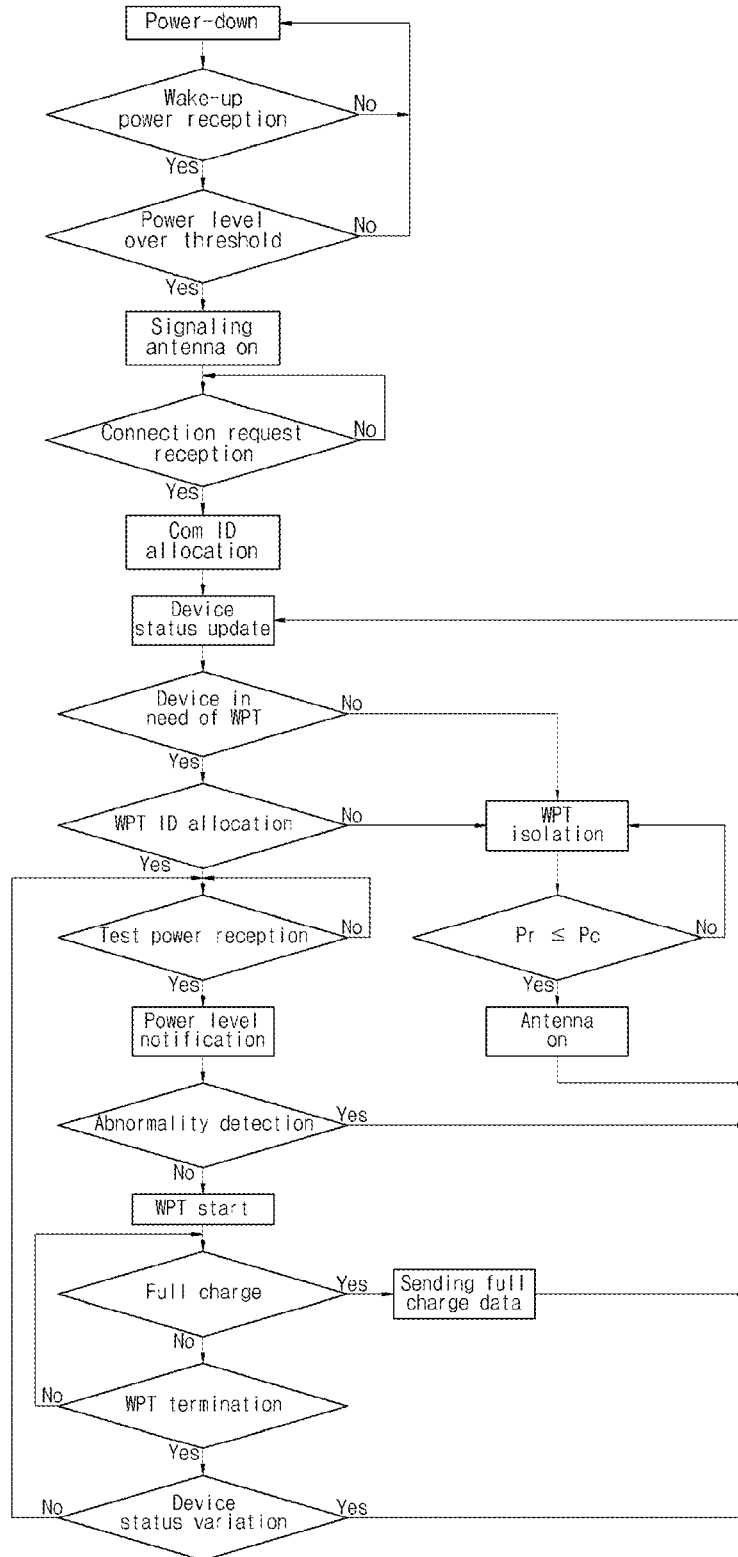 Power-down
Wake-up
power reception
No
Yes
Power level
over threshold
No
Yes
Signaling
antenna on
Connection request
reception
No
Yes
Com ID
allocation
Device
status update
Device in
need of WPT
No
Yes
WPT ID allocation
No
WPT
isolation
Yes
Test power reception
No
Pr ≤ Pc
No
Yes
Yes
Power level
notification
Antenna
on
Abnormality detection
Yes
No
WPT start
Full charge
Yes
Sending full
charge data
No
No
WPT termination
Yes
No
Device
status variation
Yes